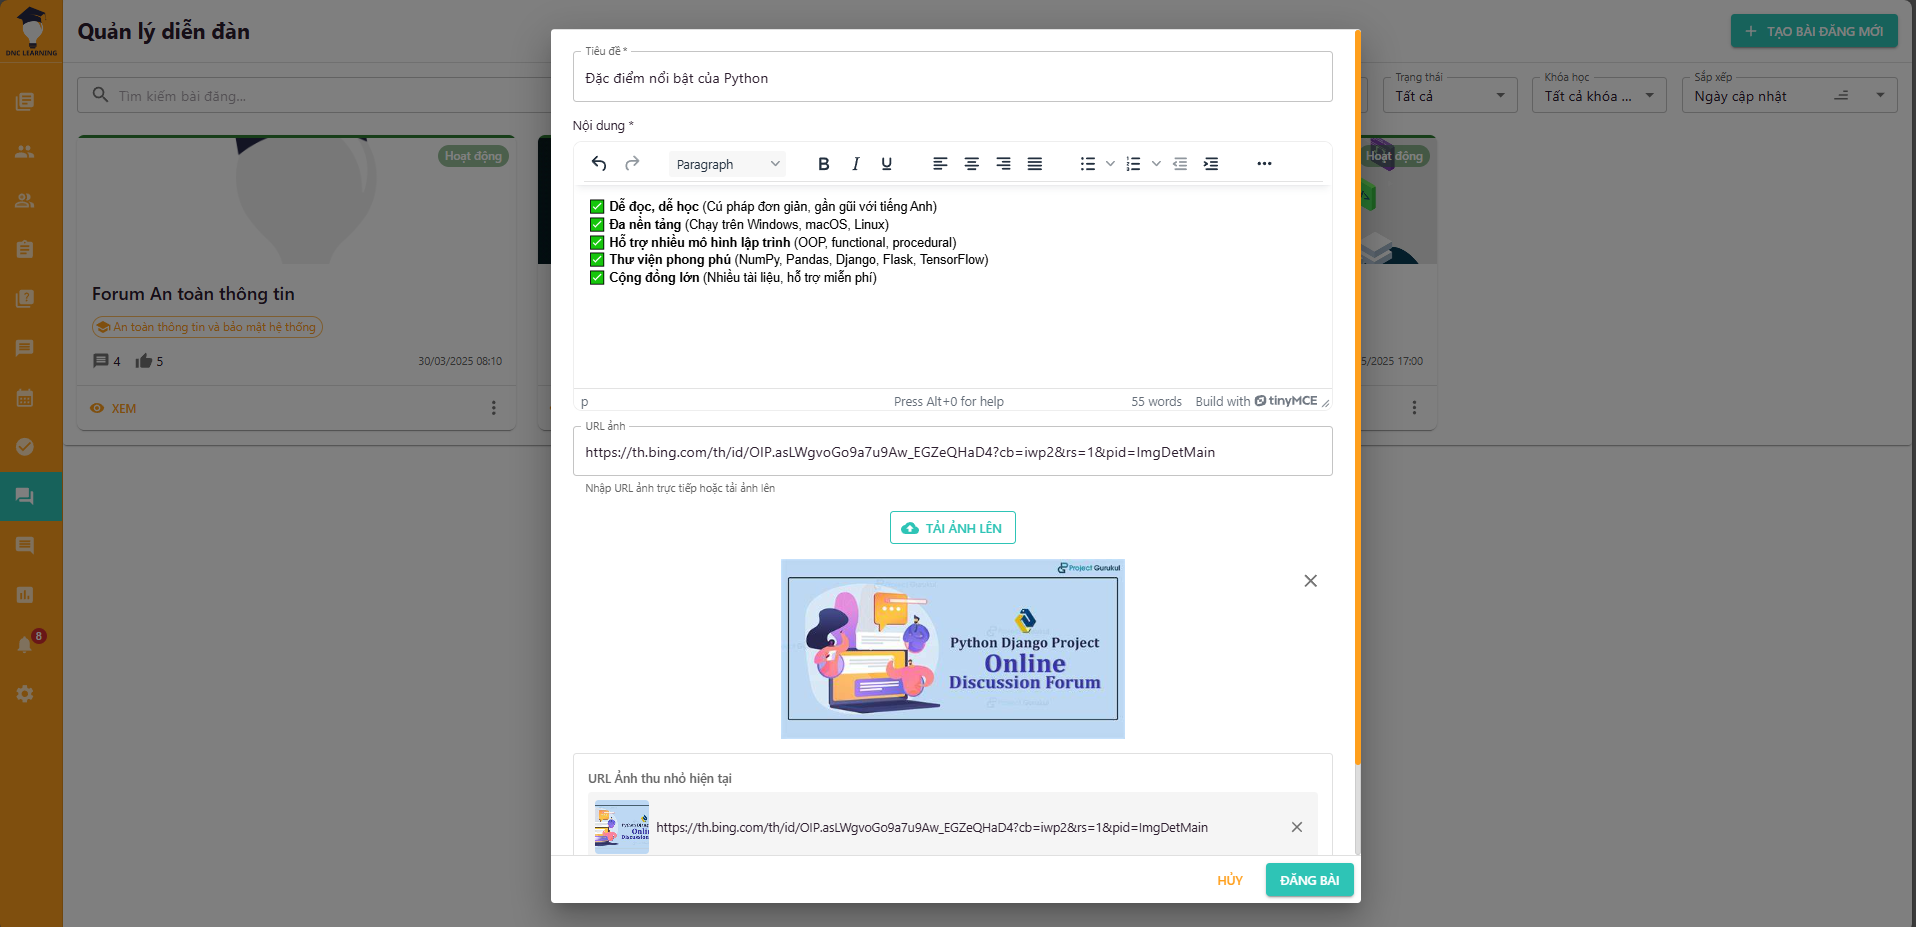 DNC LEARNING
Quản lý diễn đàn
TẠO BÀI ĐĂNG MỚI
Tìm kiếm bài đăng...
Trạng thái
Tất cả
Khóa học
Tất cả khóa ...
Sắp xếp
Ngày cập nhật
Hoạt động
Forum An toàn thông tin
An toàn thông tin và bảo mật hệ thống
4
5
30/03/2025 08:10
XEM
Hoạt động
5/2025 17:00
8
Tiêu đề *
Đặc điểm nổi bật của Python
Nội dung *
Paragraph
B I U
✅ Dễ đọc, dễ học (Cú pháp đơn giản, gần gũi với tiếng Anh)
✅ Đa nền tảng (Chạy trên Windows, macOS, Linux)
✅ Hỗ trợ nhiều mô hình lập trình (OOP, functional, procedural)
✅ Thư viện phong phú (NumPy, Pandas, Django, Flask, TensorFlow)
✅ Cộng đồng lớn (Nhiều tài liệu, hỗ trợ miễn phí)
p
Press Alt+0 for help
55 words
Build with tinyMCE
URL ảnh
https://th.bing.com/th/id/OIP.asLWgvoGo9a7u9Aw_EGZeQHaD4?cb=iwp2&rs=1&pid=ImgDetMain
Nhập URL ảnh trực tiếp hoặc tải ảnh lên
TẢI ẢNH LÊN
Project Gurukul
Python Django Project
Online
Discussion Forum
URL Ảnh thu nhỏ hiện tại
https://th.bing.com/th/id/OIP.asLWgvoGo9a7u9Aw_EGZeQHaD4?cb=iwp2&rs=1&pid=ImgDetMain
HỦY
ĐĂNG BÀI